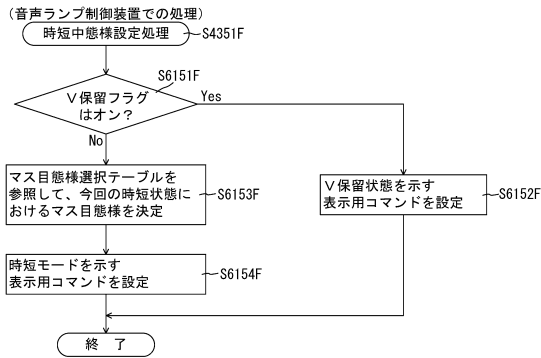 (音声ランプ制御装置での処理)
時短中態様設定処理
S4351F
S6151F
V保留フラグ
はオン?
Yes
No
マス目態様選択テーブルを
参照して、今回の時短状態に
おけるマス目態様を決定
S6153F
V保留状態を示す
表示用コマンドを設定
S6152F
時短モードを示す
表示用コマンドを設定
S6154F
終 了